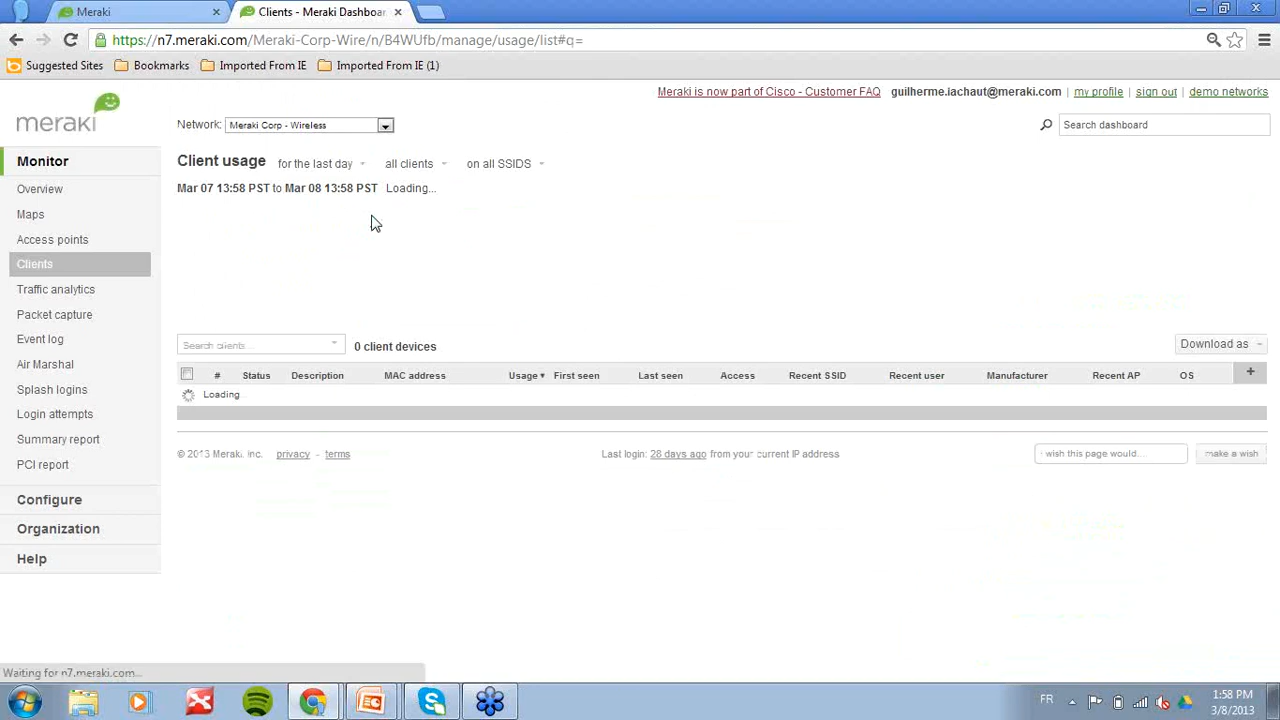 Meraki
Clients - Meraki Dashboar
https://n7.meraki.com/Meraki-Corp-Wire/n/B4WUfb/manage/usage/list#q=
Suggested Sites
Bookmarks
Imported From IE
Imported From IE (1)
Meraki is now part of Cisco - Customer FAQ
guilherme.iachaut@meraki.com | my profile | sign out | demo networks
meraki
Network: Meraki Corp - Wireless
Search dashboard
Monitor
Overview
Maps
Access points
Clients
Traffic analytics
Packet capture
Event log
Air Marshal
Splash logins
Login attempts
Summary report
PCI report
Configure
Organization
Help
Client usage for the last day all clients on all SSIDS
Mar 07 13:58 PST to Mar 08 13:58 PST Loading...
Search clients... 0 client devices
Download as
# Status Description MAC address Usage First seen Last seen Access Recent SSID Recent user Manufacturer Recent AP OS +
Loading
© 2013 Meraki, Inc. privacy - terms
Last login: 28 days ago from your current IP address
wish this page would...
make a wish
Waiting for n7.meraki.com...
FR
1:58 PM
3/8/2013